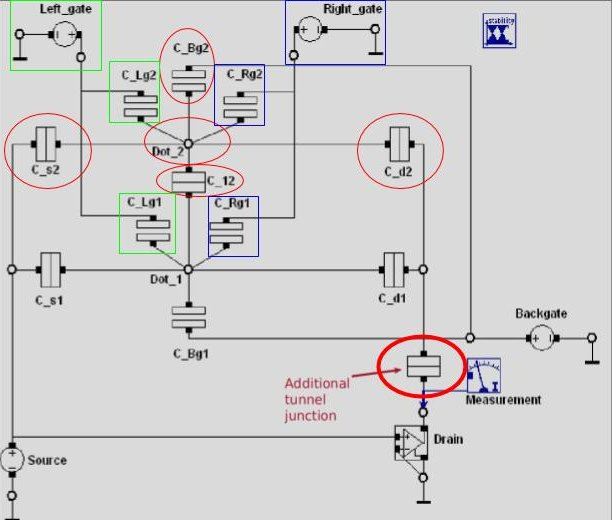 Left_gate
Right_gate
stability
C_Bg2
C_Lg2
C_Rg2
Dot_2
C_s2
C_d2
C_12
C_Lg1
C_Rg1
Dot_1
C_s1
C_d1
Backgate
C_Bg1
Additional
tunnel
junction
I
Measurement
Drain
Source